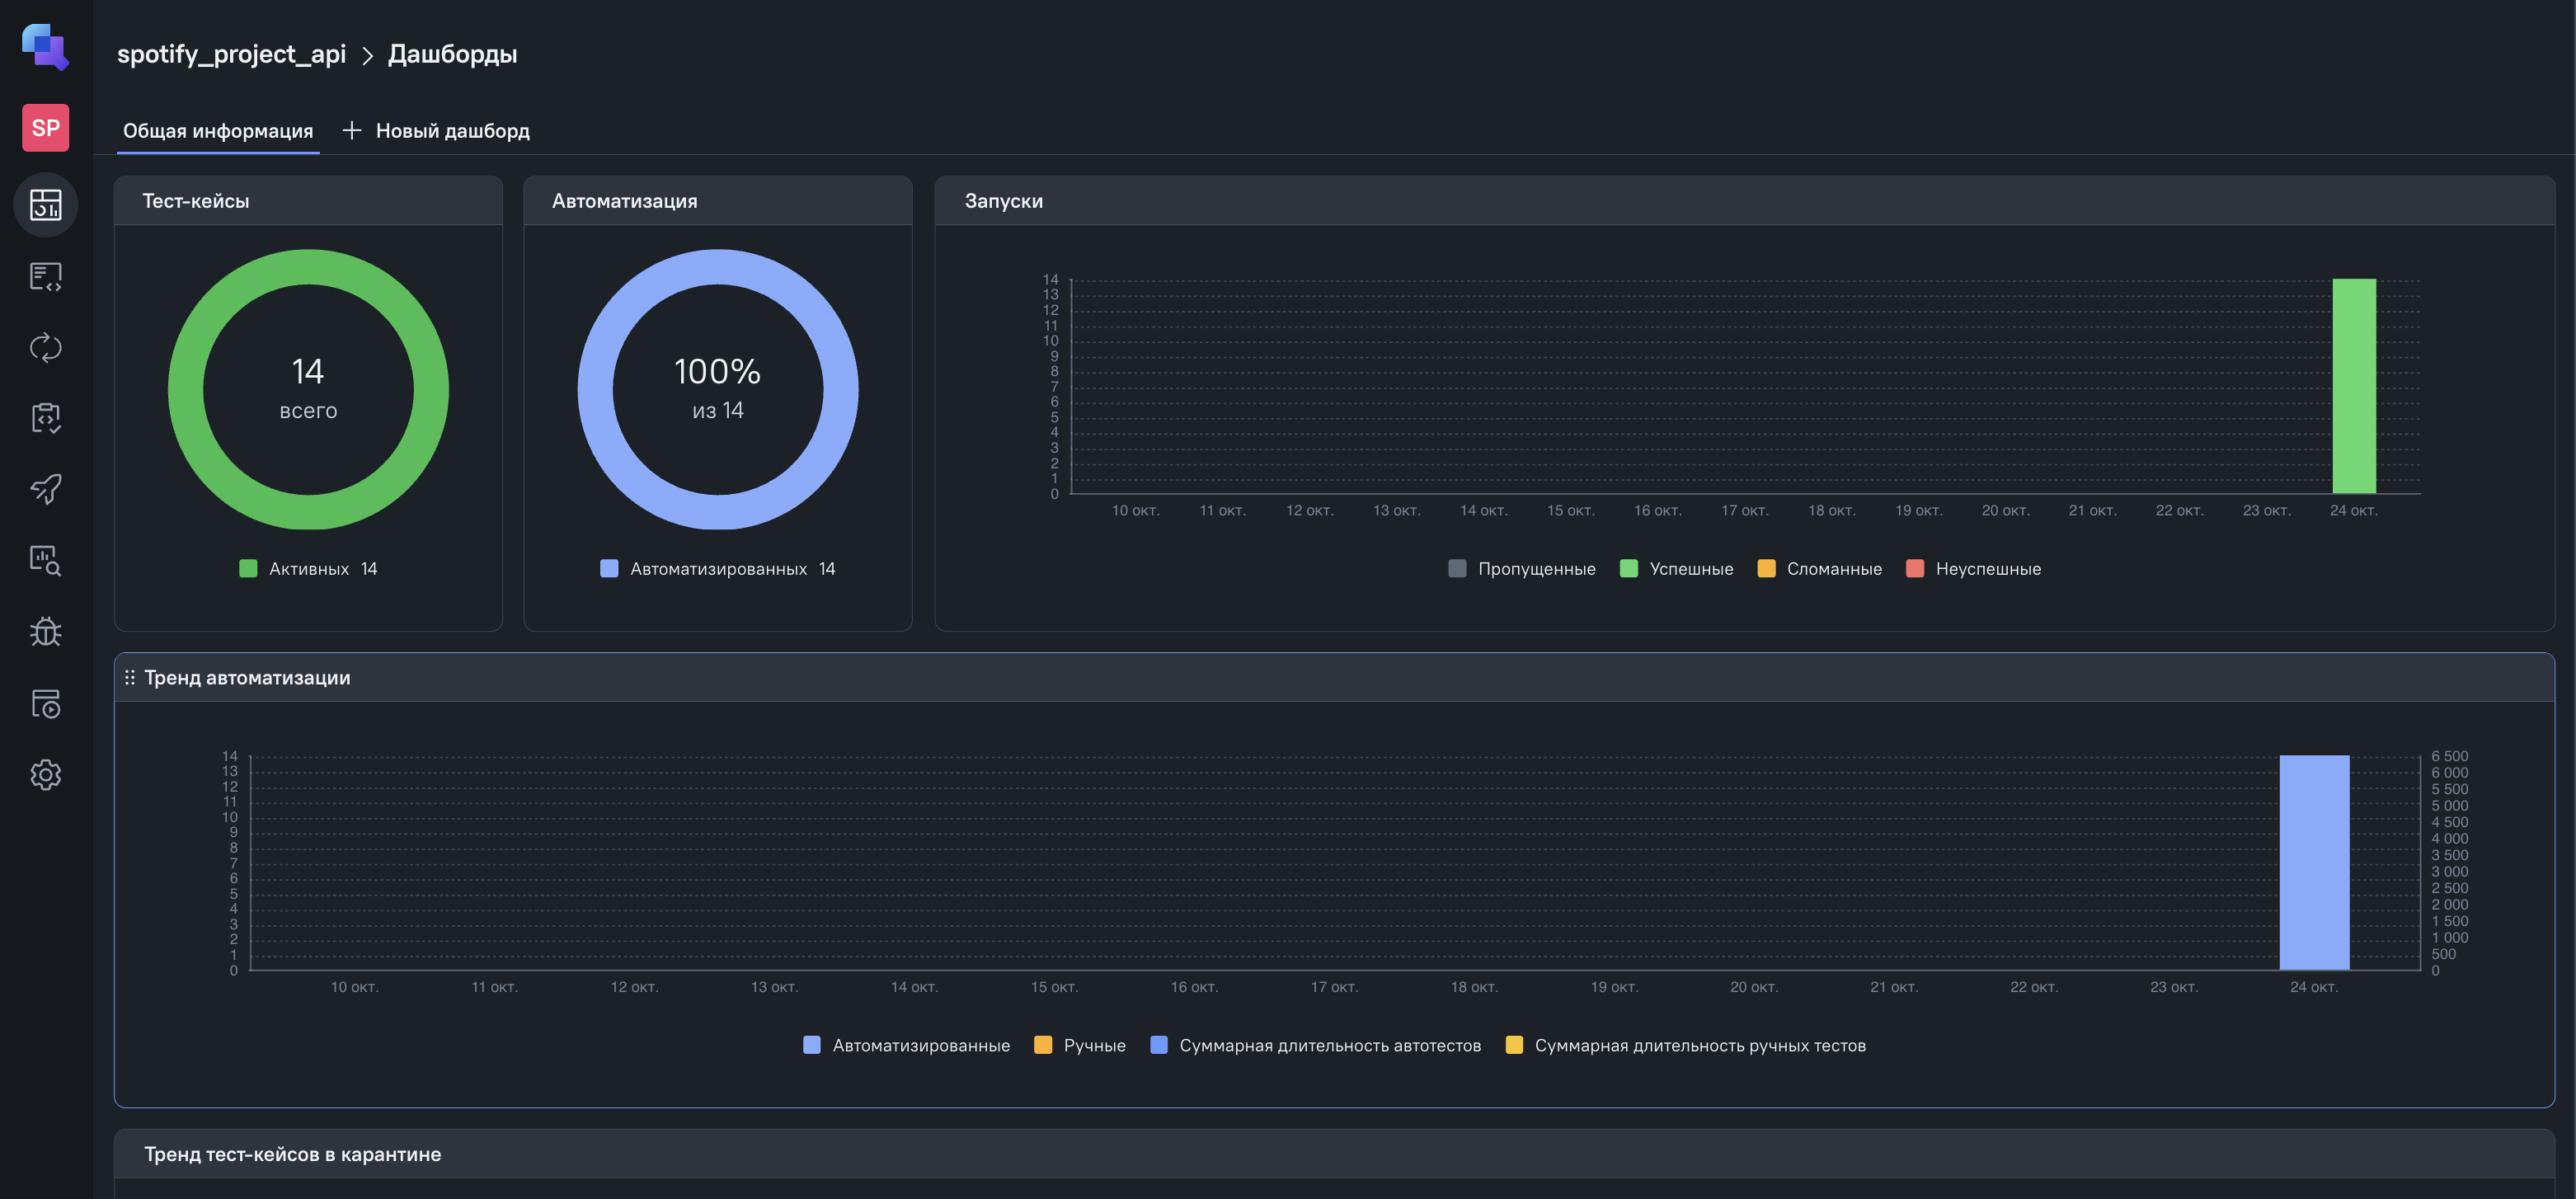 spotify_project_api > Дашборды
SP
Общая информация + Новый дашборд
Тест-кейсы
14
всего
Активных 14
Автоматизация
100%
из 14
Автоматизированных 14
Запуски
14
13
12
11
10
9
8
7
6
5
4
3
2
1
0
10 окт. 11 окт. 12 окт. 13 окт. 14 окт. 15 окт. 16 окт. 17 окт. 18 окт. 19 окт. 20 окт. 21 окт. 22 окт. 23 окт. 24 окт.
Пропущенные Успешные Сломанные Неуспешные
Тренд автоматизации
14
13
12
11
10
9
8
7
6
5
4
3
2
1
0
6 500
6 000
5 500
5 000
4 500
4 000
3 500
3 000
2 500
2 000
1 500
1 000
500
0
10 окт. 11 окт. 12 окт. 13 окт. 14 окт. 15 окт. 16 окт. 17 окт. 18 окт. 19 окт. 20 окт. 21 окт. 22 окт. 23 окт. 24 окт.
Автоматизированные Ручные Суммарная длительность автотестов Суммарная длительность ручных тестов
Тренд тест-кейсов в карантине